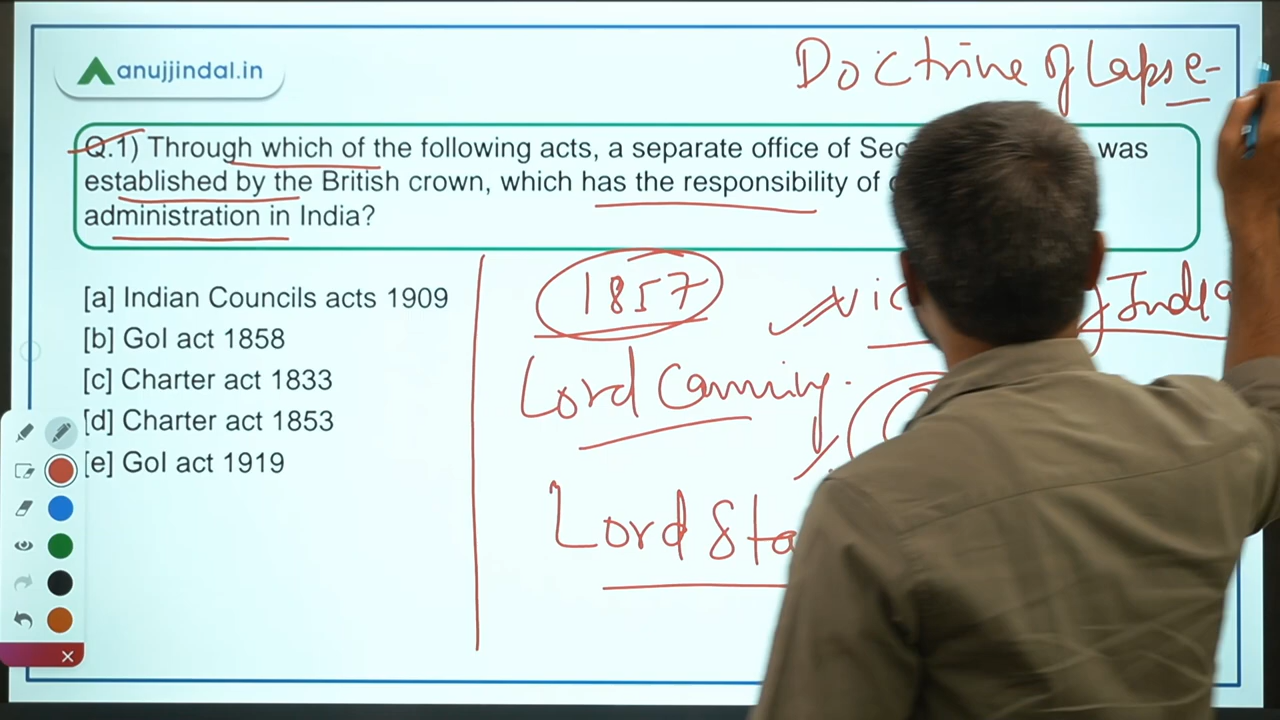 Doctrine of Lapse-
anujjindal.in
Q.1) Through which of the following acts, a separate office of was
established by the British crown, which has the responsibility of
administration in India?
[a] Indian Councils acts 1909
[b] GoI act 1858
[c] Charter act 1833
[d] Charter act 1853
[e] GoI act 1919
1857
India
Lord Canning.
Lord Sta